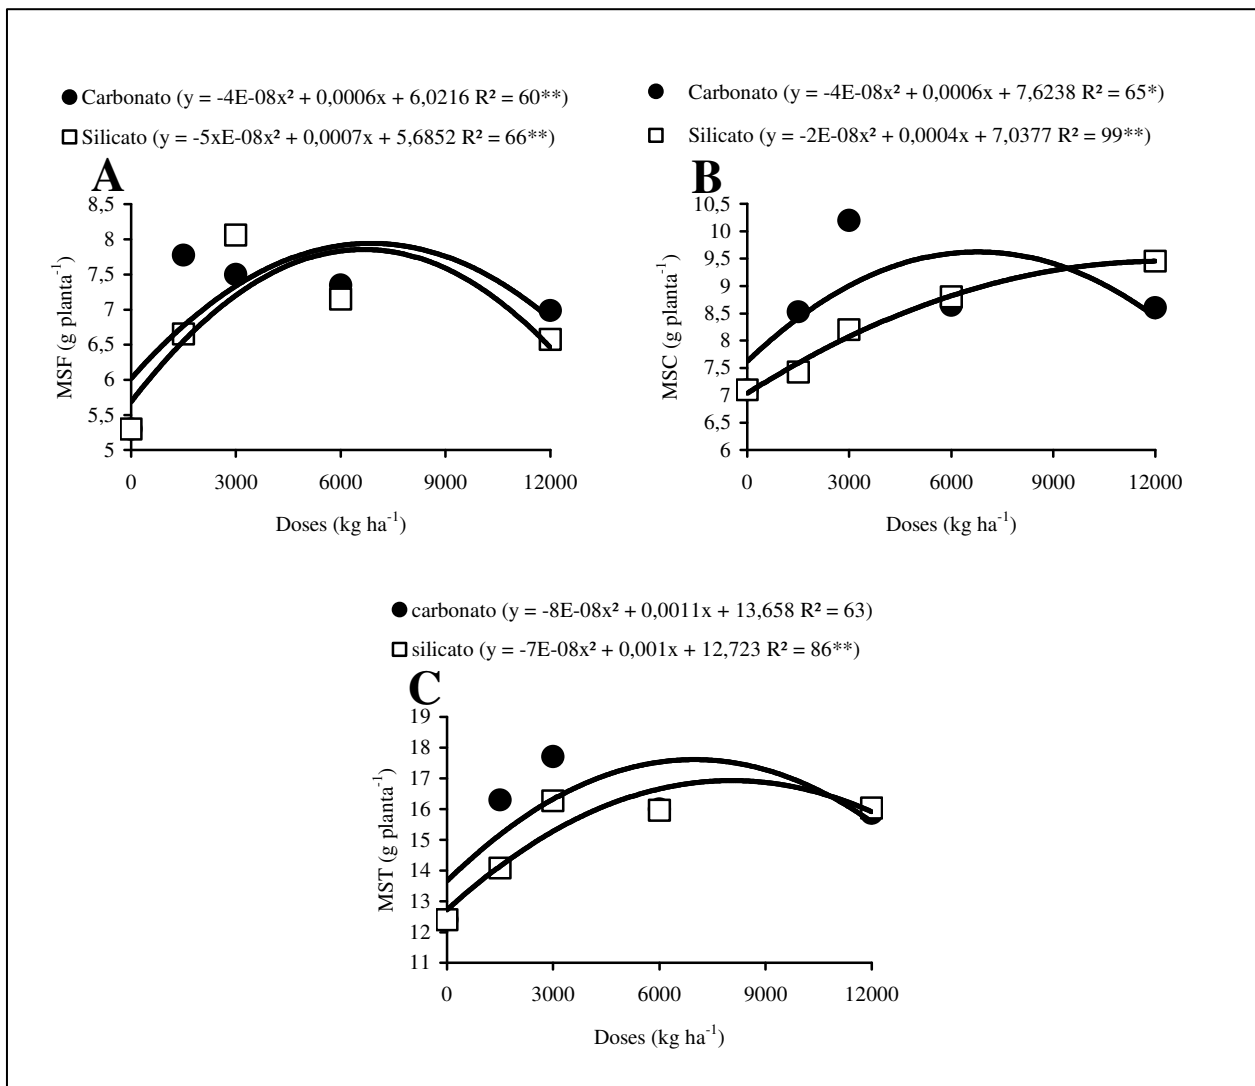 Carbonato (y = -4E-08x² + 0,0006x + 6,0216 R² = 60**)
Silicato (y = -5xE-08x² + 0,0007x + 5,6852 R² = 66**)
A
8,5
8
7,5
7
6,5
6
5,5
5
MSF (g planta⁻¹)
0 3000 6000 9000 12000
Doses (kg ha⁻¹)
Carbonato (y = -4E-08x² + 0,0006x + 7,6238 R² = 65*)
Silicato (y = -2E-08x² + 0,0004x + 7,0377 R² = 99**)
B
10,5
10
9,5
9
8,5
8
7,5
7
6,5
6
MSC (g planta⁻¹)
0 3000 6000 9000 12000
Doses (kg ha⁻¹)
carbonato (y = -8E-08x² + 0,0011x + 13,658 R² = 63)
silicato (y = -7E-08x² + 0,001x + 12,723 R² = 86**)
C
19
18
17
16
15
14
13
12
11
MST (g planta⁻¹)
0 3000 6000 9000 12000
Doses (kg ha⁻¹)